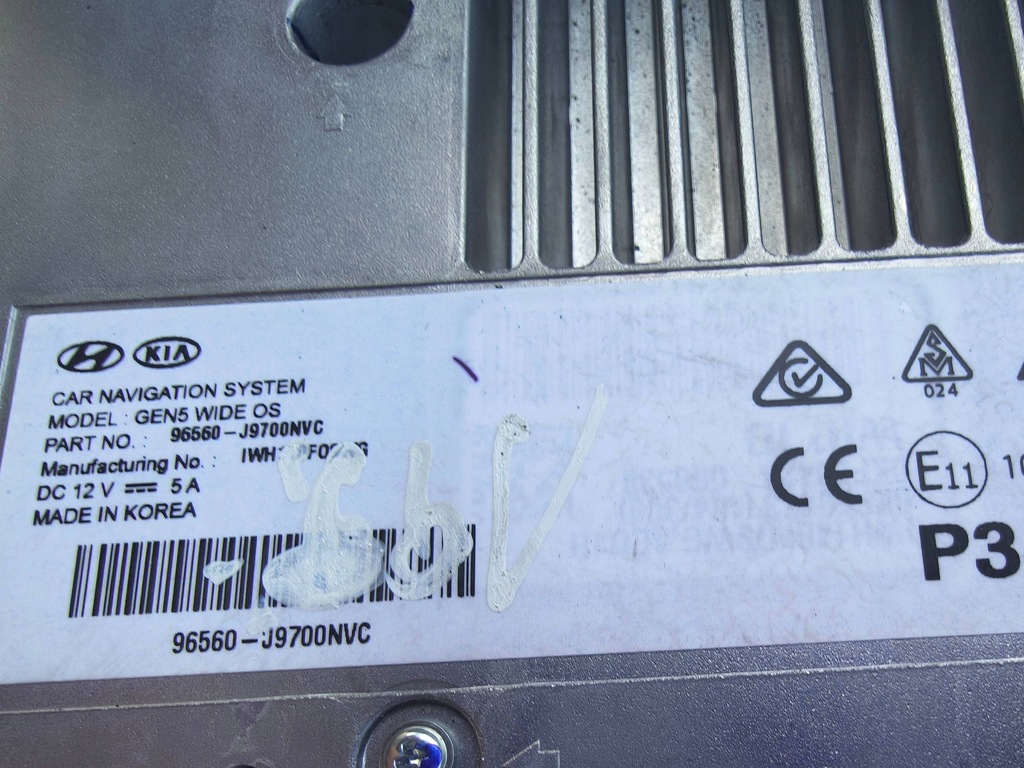 KIA
CAR NAVIGATION SYSTEM
MODEL : GEN5 WIDE OS
PART NO. : 96560-J9700NVC
Manufacturing No. :
DC 12 V 5 A
MADE IN KOREA
96560-J9700NVC
024
CE
E11
P3